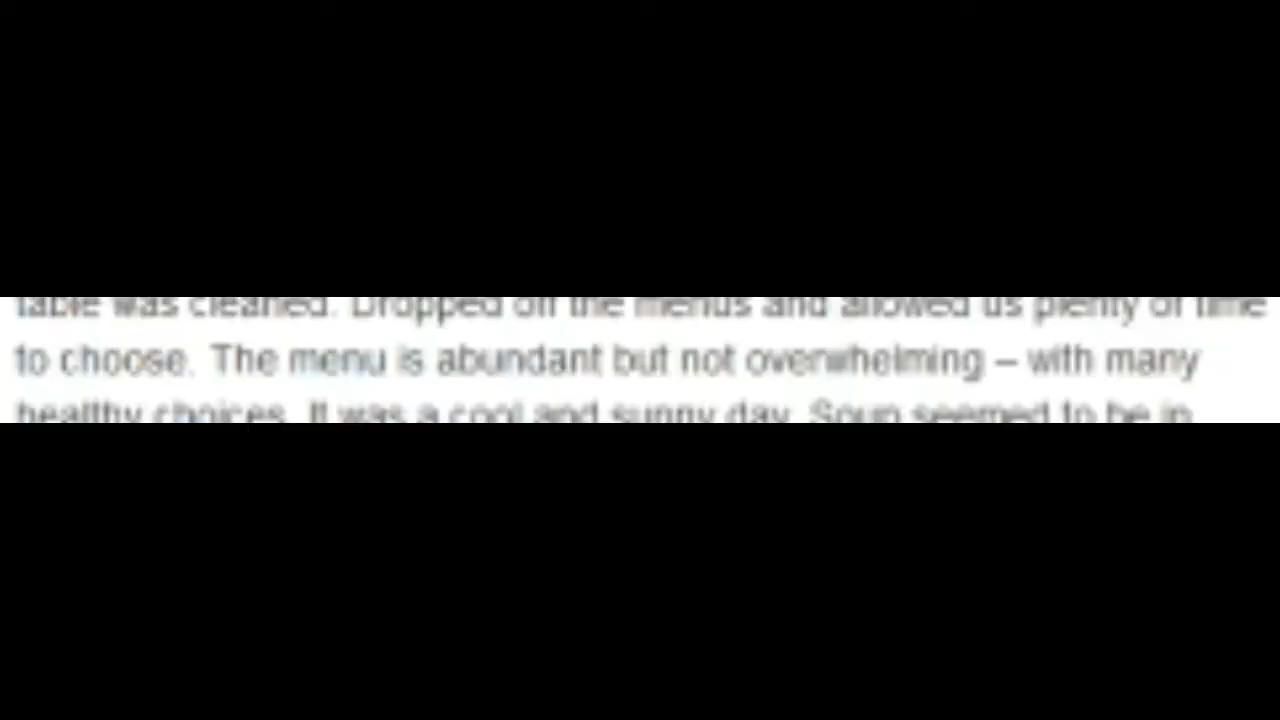 table was cleaned. Dropped off the menus and allowed us plenty of time
to choose. The menu is abundant but not overwhelming – with many
healthy choices. It was a cool and sunny day. Soup seemed to be in